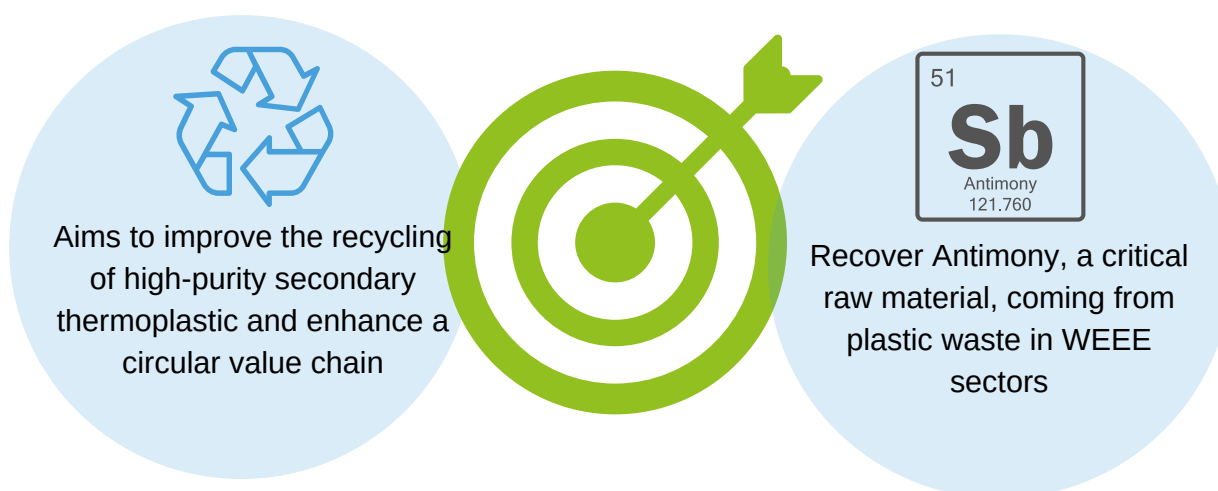 Aims to improve the recycling
of high-purity secondary
thermoplastic and enhance a
circular value chain
51
Sb
Antimony
121.760
Recover Antimony, a critical
raw material, coming from
plastic waste in WEEE
sectors